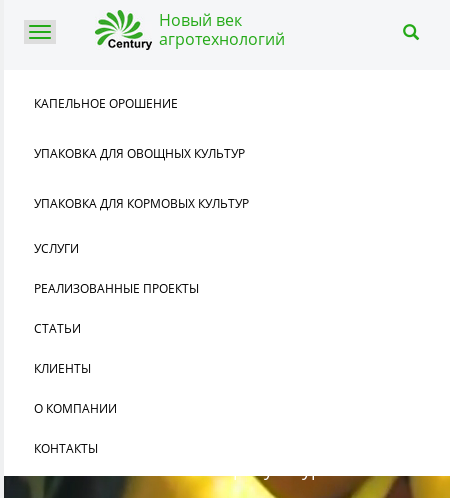 Century
Новый век
агротехнологий
КАПЕЛЬНОЕ ОРОШЕНИЕ
УПАКОВКА ДЛЯ ОВОЩНЫХ КУЛЬТУР
УПАКОВКА ДЛЯ КОРМОВЫХ КУЛЬТУР
УСЛУГИ
РЕАЛИЗОВАННЫЕ ПРОЕКТЫ
СТАТЬИ
КЛИЕНТЫ
О КОМПАНИИ
КОНТАКТЫ